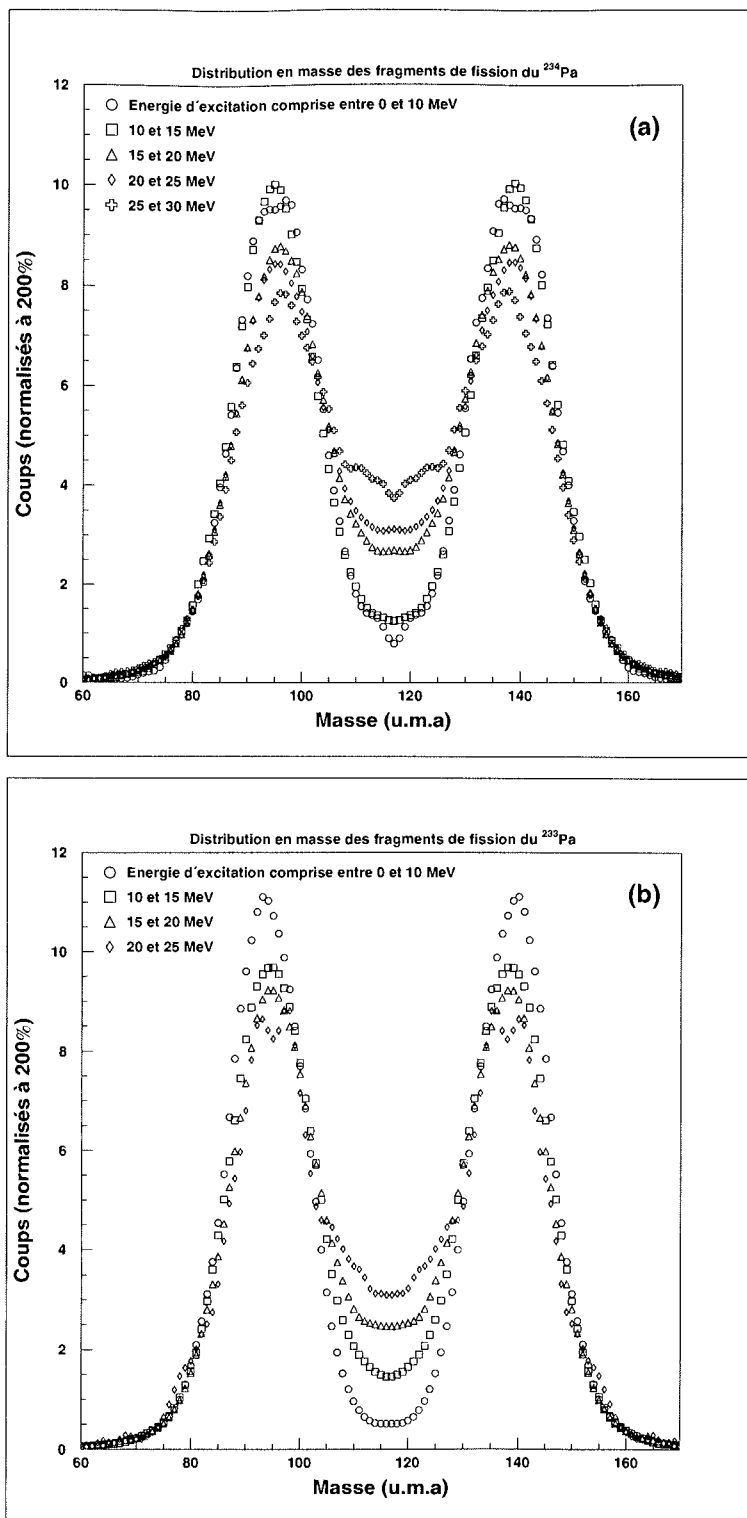 Distribution en masse des fragments de fission du ²³⁴Pa
12
10
8
6
4
2
0
Coups (normalisés à 200%)
Energie d´excitation comprise entre 0 et 10 MeV
10 et 15 MeV
15 et 20 MeV
20 et 25 MeV
25 et 30 MeV
(a)
60 80 100 120 140 160
Masse (u.m.a)
Distribution en masse des fragments de fission du ²³³Pa
12
10
8
6
4
2
0
Coups (normalisés à 200%)
Energie d´excitation comprise entre 0 et 10 MeV
10 et 15 MeV
15 et 20 MeV
20 et 25 MeV
(b)
60 80 100 120 140 160
Masse (u.m.a)